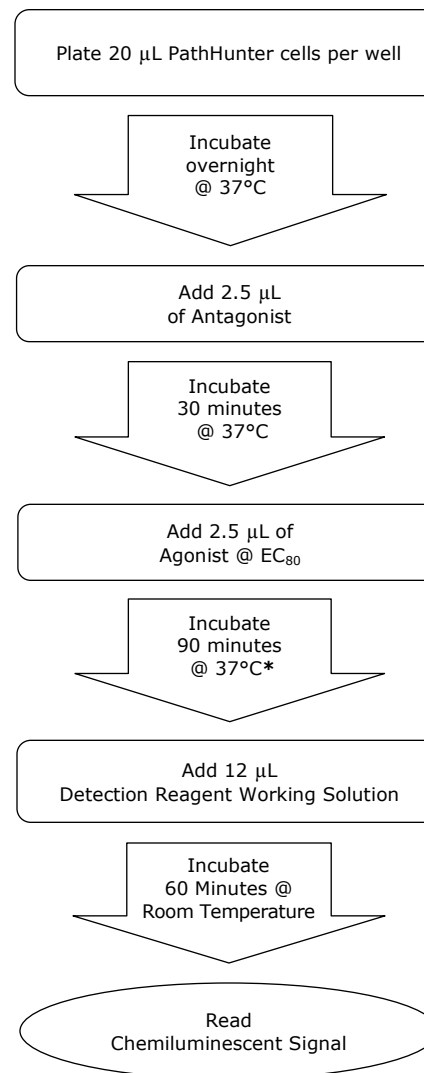 Plate 20 µL PathHunter cells per well
Incubate
overnight
@ 37°C
Add 2.5 µL
of Antagonist
Incubate
30 minutes
@ 37°C
Add 2.5 µL of
Agonist @ EC₈₀
Incubate
90 minutes
@ 37°C*
Add 12 µL
Detection Reagent Working Solution
Incubate
60 Minutes @
Room Temperature
Read
Chemiluminescent Signal